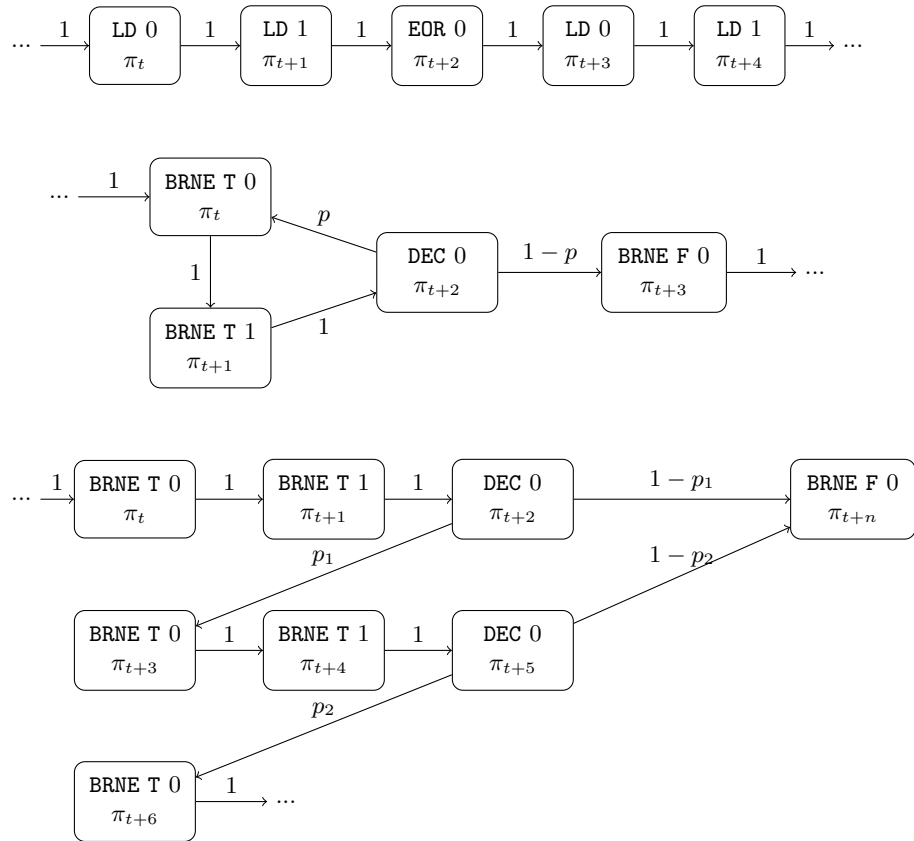 ... 1 LD 0 1 LD 1 1 EOR 0 1 LD 0 1 LD 1 1 ...
π_t π_{t+1} π_{t+2} π_{t+3} π_{t+4}
... 1 BRNE T 0
π_t
p
1
DEC 0 1 − p BRNE F 0 1 ...
π_{t+2} π_{t+3}
BRNE T 1 1
π_{t+1}
... 1 BRNE T 0 1 BRNE T 1 1 DEC 0 1 − p_1 BRNE F 0
π_t π_{t+1} π_{t+2} π_{t+n}
p_1 1 − p_2
BRNE T 0 1 BRNE T 1 1 DEC 0
π_{t+3} π_{t+4} π_{t+5}
p_2
BRNE T 0 1 ...
π_{t+6}